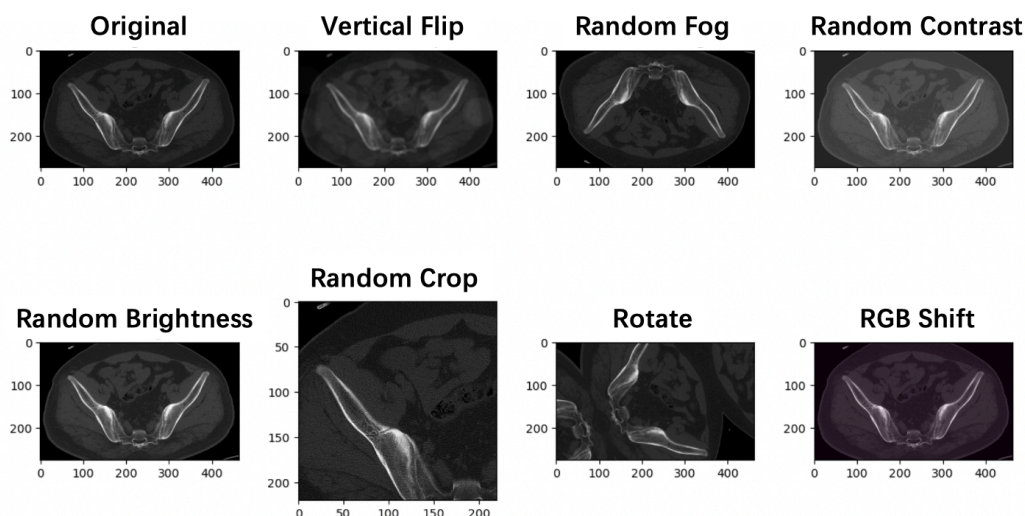 Original
Vertical Flip
Random Fog
Random Contrast
0
100
200
0 100 200 300 400
0
100
200
0 100 200 300 400
0
100
200
0 100 200 300 400
0
100
200
0 100 200 300 400
Random Brightness
Random Crop
Rotate
RGB Shift
0
100
200
0 100 200 300 400
0
50
100
150
200
0 50 100 150 200
0
100
200
0 100 200 300 400
0
100
200
0 100 200 300 400